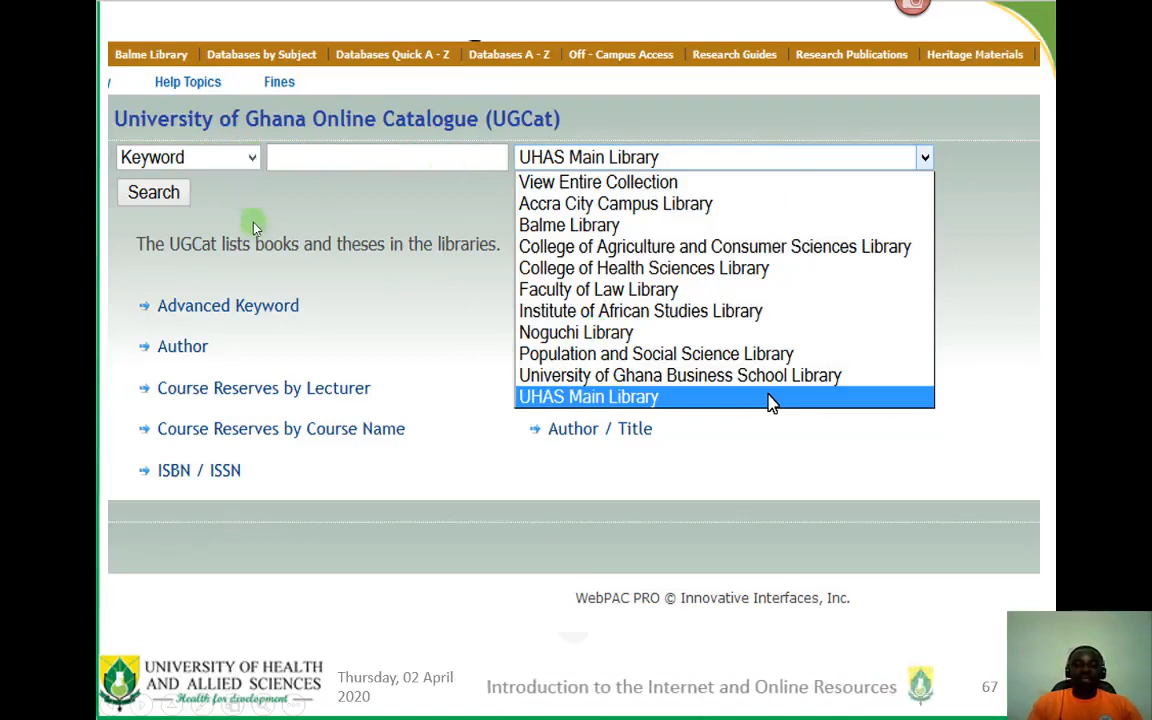 Balme Library Databases by Subject Databases Quick A - Z Databases A - Z Off - Campus Access Research Guides Research Publications Heritage Materials
Help Topics Fines
University of Ghana Online Catalogue (UGCat)
Keyword UHAS Main Library
Search
View Entire Collection
Accra City Campus Library
Balme Library
College of Agriculture and Consumer Sciences Library
College of Health Sciences Library
Faculty of Law Library
Institute of African Studies Library
Noguchi Library
Population and Social Science Library
University of Ghana Business School Library
UHAS Main Library
The UGCat lists books and theses in the libraries.
Advanced Keyword
Author
Course Reserves by Lecturer
Course Reserves by Course Name
Author / Title
ISBN / ISSN
WebPAC PRO © Innovative Interfaces, Inc.
UNIVERSITY OF HEALTH
AND ALLIED SCIENCES
Health for development
Thursday, 02 April
2020
Introduction to the Internet and Online Resources
67